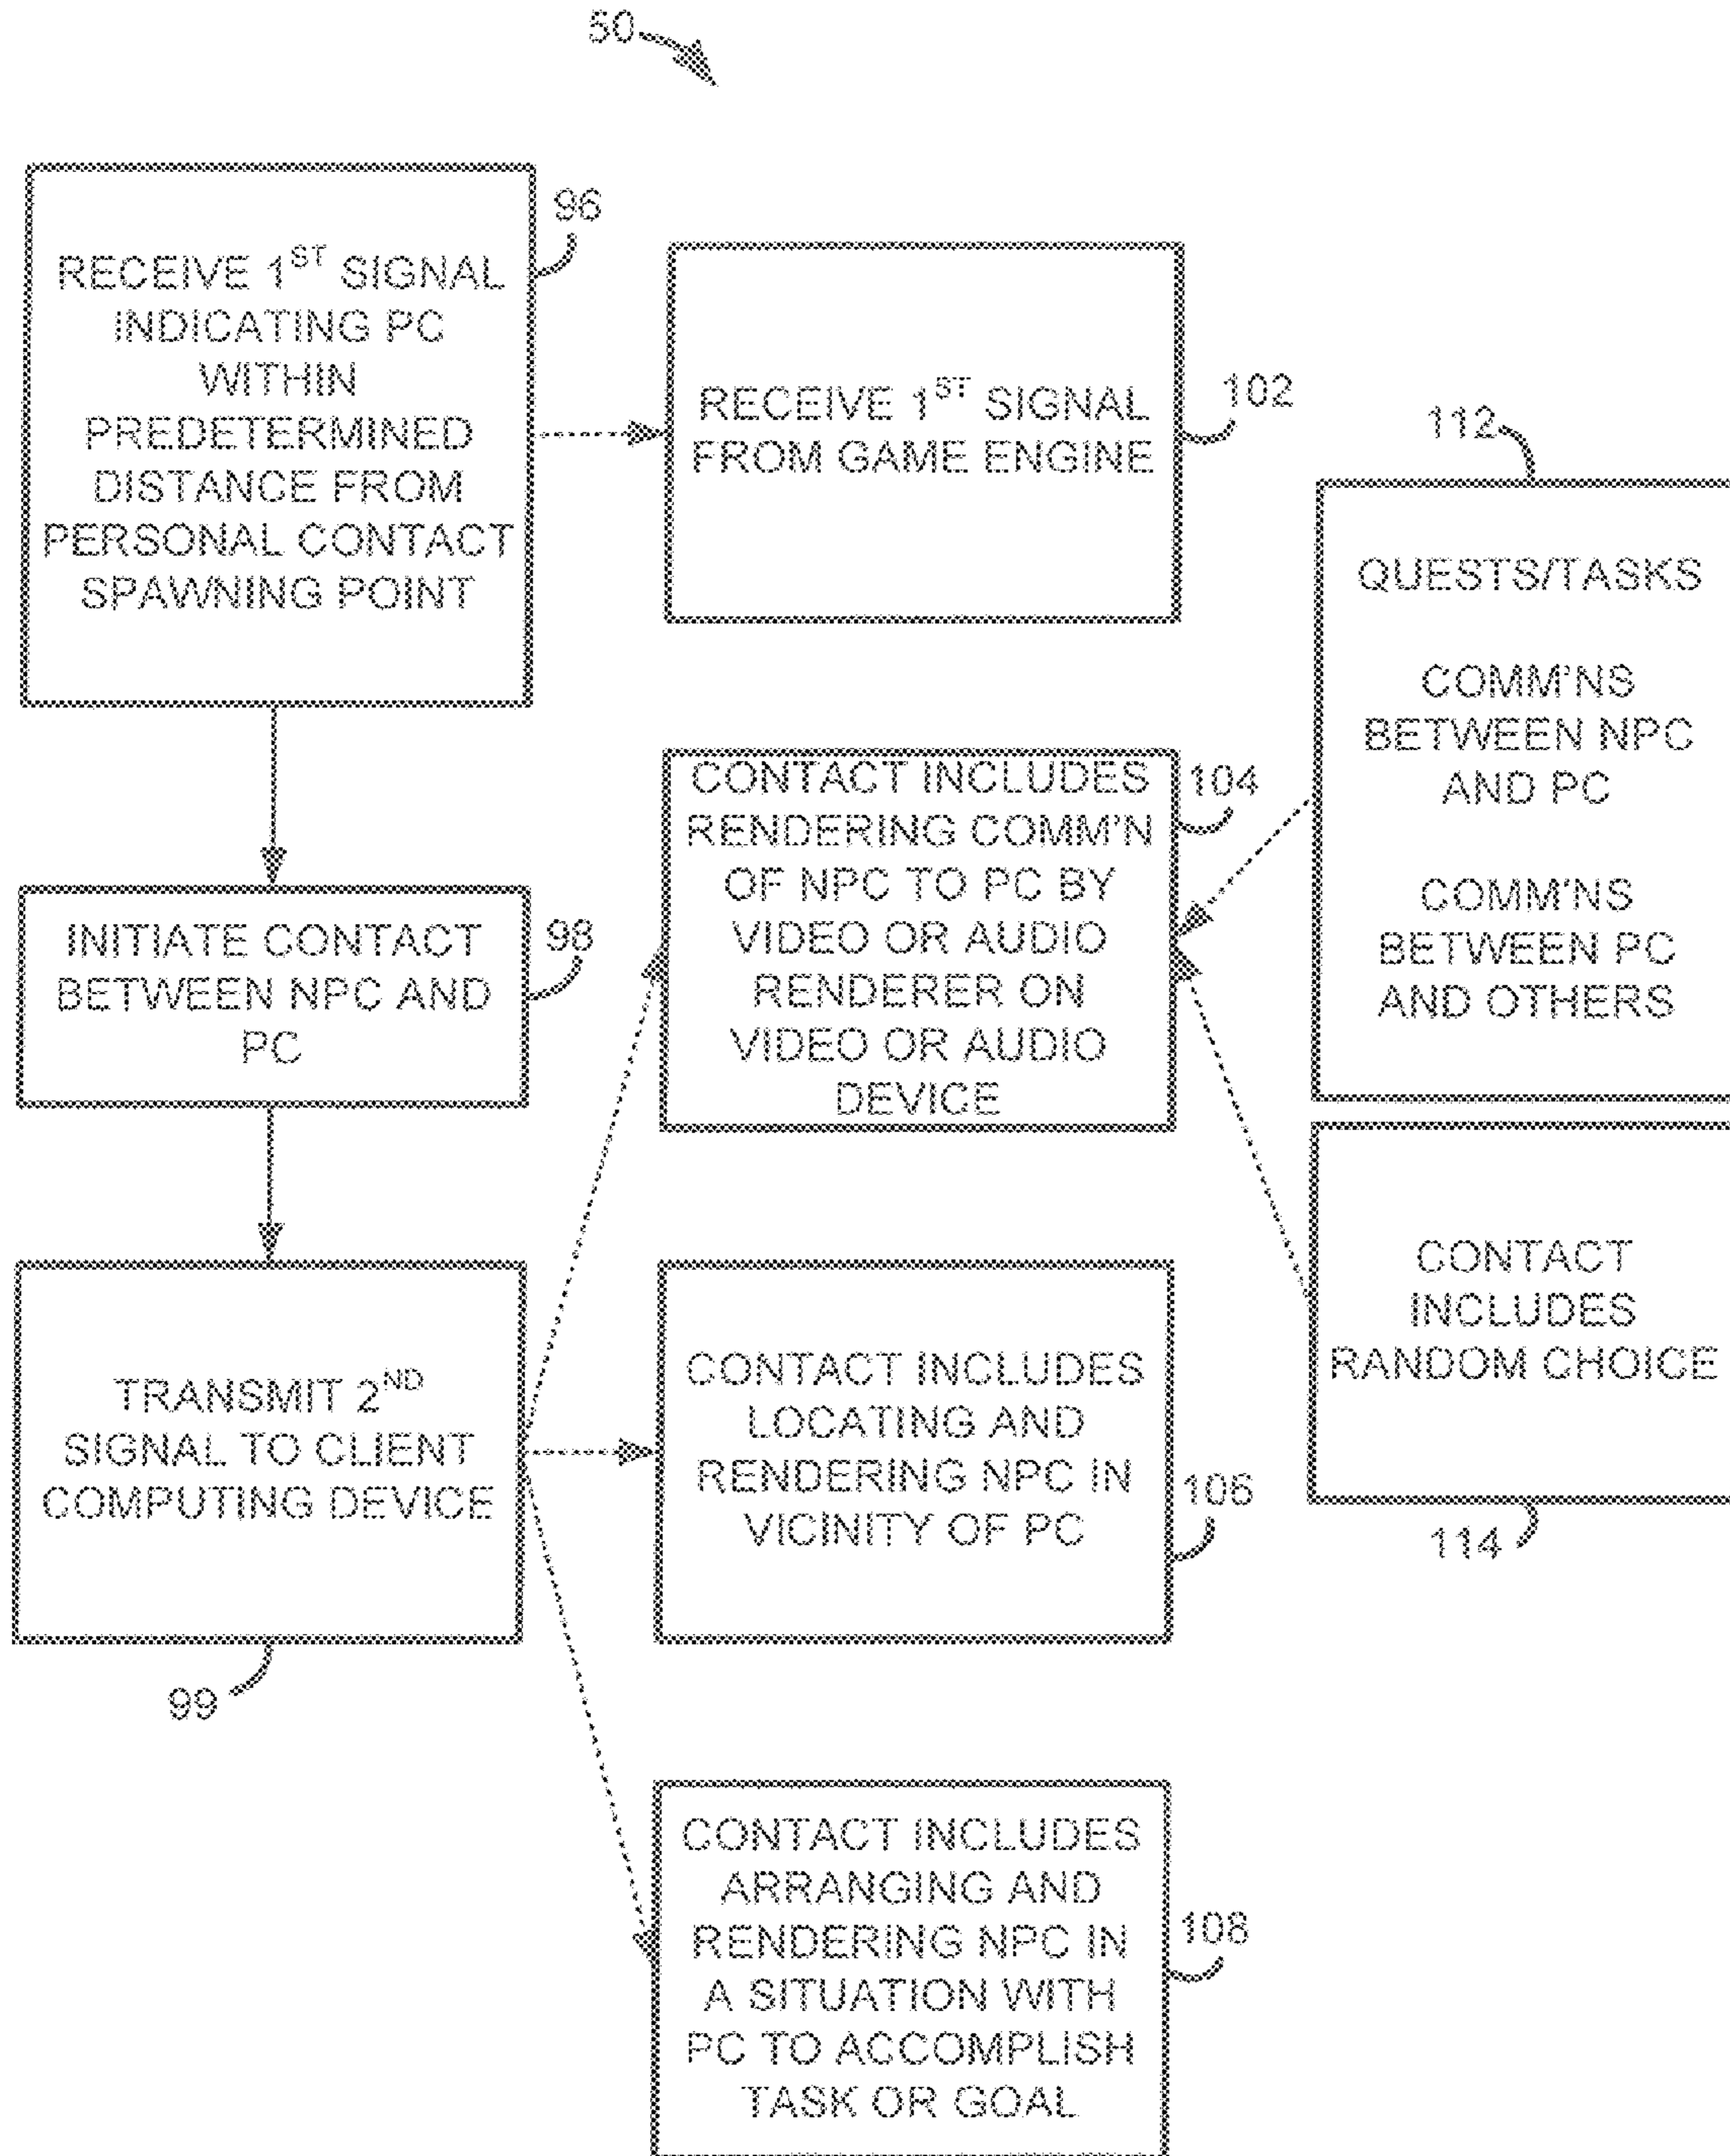 50
96
RECEIVE 1ST SIGNAL
INDICATING PC
WITHIN
PREDETERMINED
DISTANCE FROM
PERSONAL CONTACT
SPAWNING POINT
RECEIVE 1ST SIGNAL
FROM GAME ENGINE
102
112
QUESTS/TASKS
COMM'NS
BETWEEN NPC
AND PC
COMM'NS
BETWEEN PC
AND OTHERS
CONTACT INCLUDES
RENDERING COMM'N
OF NPC TO PC BY
VIDEO OR AUDIO
RENDERER ON
VIDEO OR AUDIO
DEVICE
104
INITIATE CONTACT
BETWEEN NPC AND
PC
98
TRANSMIT 2ND
SIGNAL TO CLIENT
COMPUTING DEVICE
99
CONTACT INCLUDES
LOCATING AND
RENDERING NPC IN
VICINITY OF PC
106
CONTACT
INCLUDES
RANDOM CHOICE
114
CONTACT INCLUDES
ARRANGING AND
RENDERING NPC IN
A SITUATION WITH
PC TO ACCOMPLISH
TASK OR GOAL
108